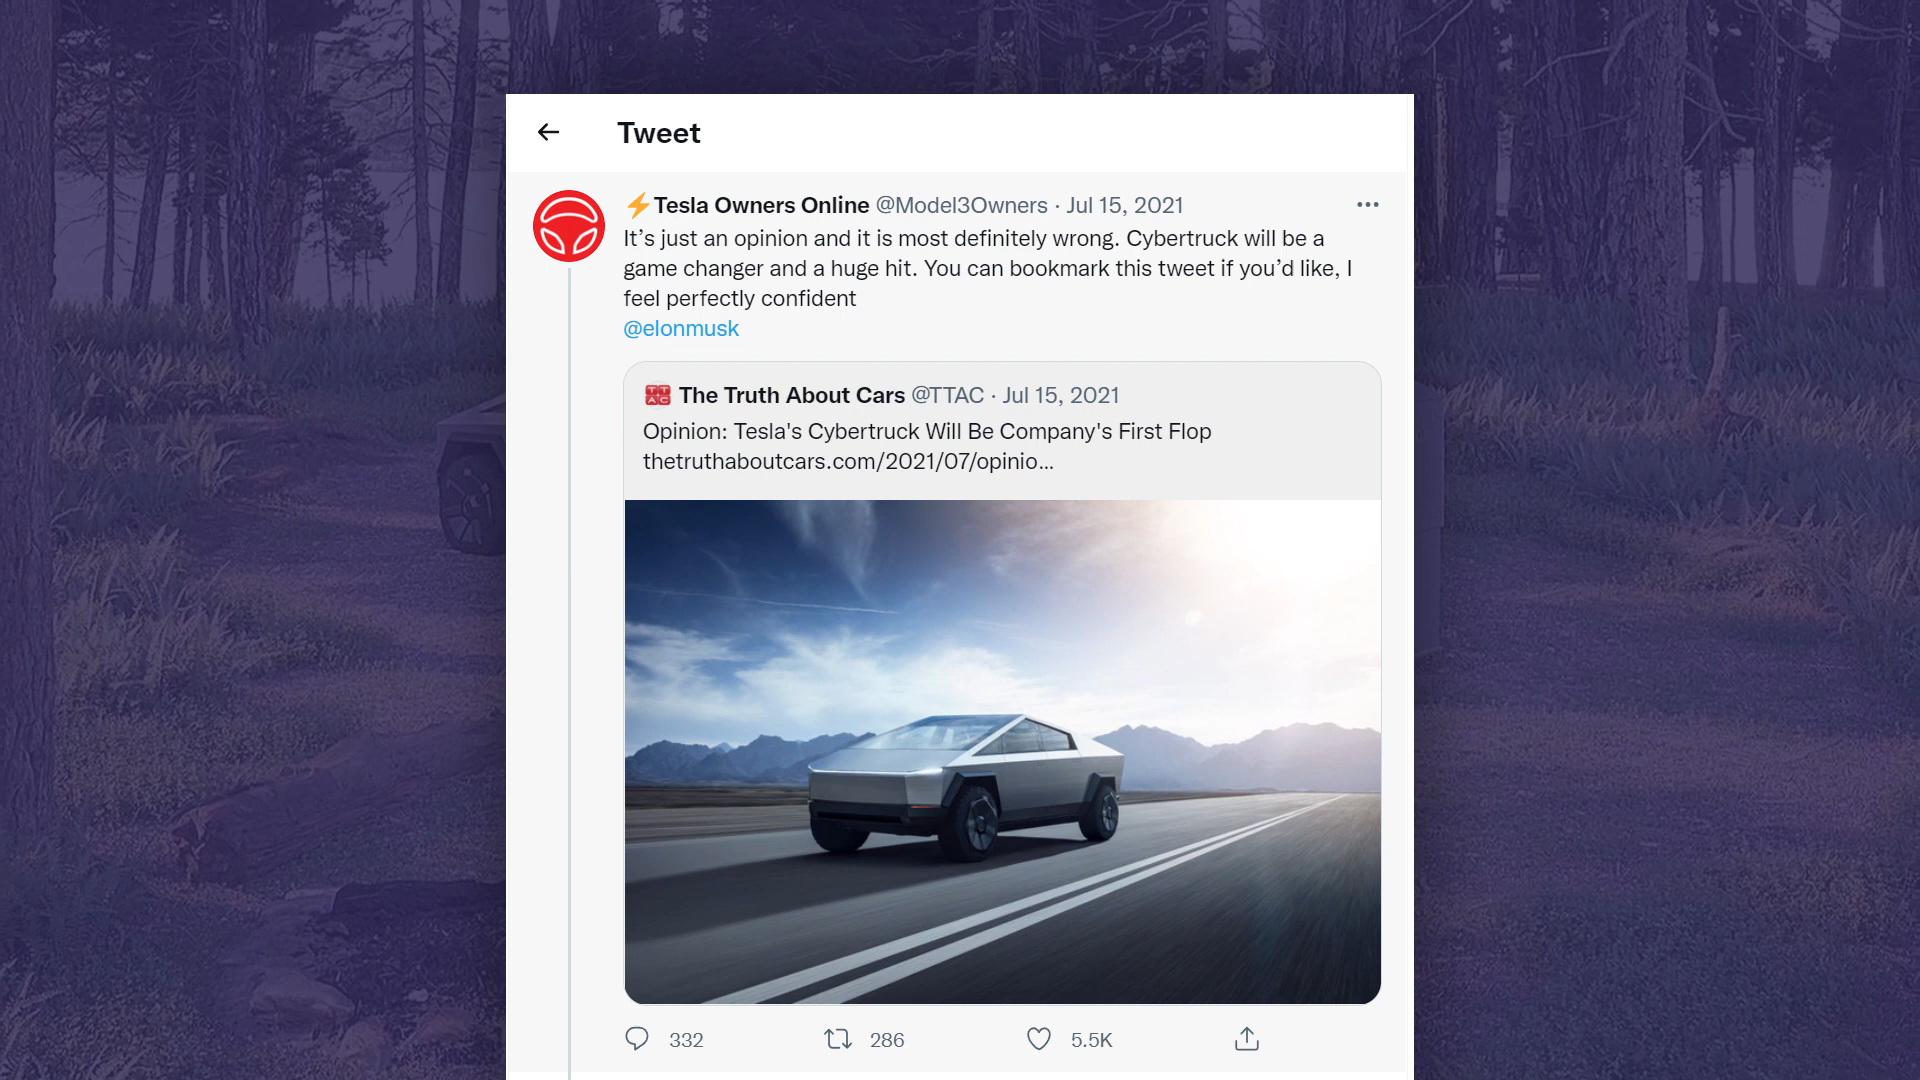 Tweet
⚡Tesla Owners Online @Model3Owners · Jul 15, 2021
It’s just an opinion and it is most definitely wrong. Cybertruck will be a
game changer and a huge hit. You can bookmark this tweet if you’d like, I
feel perfectly confident
@elonmusk
TTAC The Truth About Cars @TTAC · Jul 15, 2021
Opinion: Tesla's Cybertruck Will Be Company's First Flop
thetruthaboutcars.com/2021/07/opinio...
332 286 5.5K